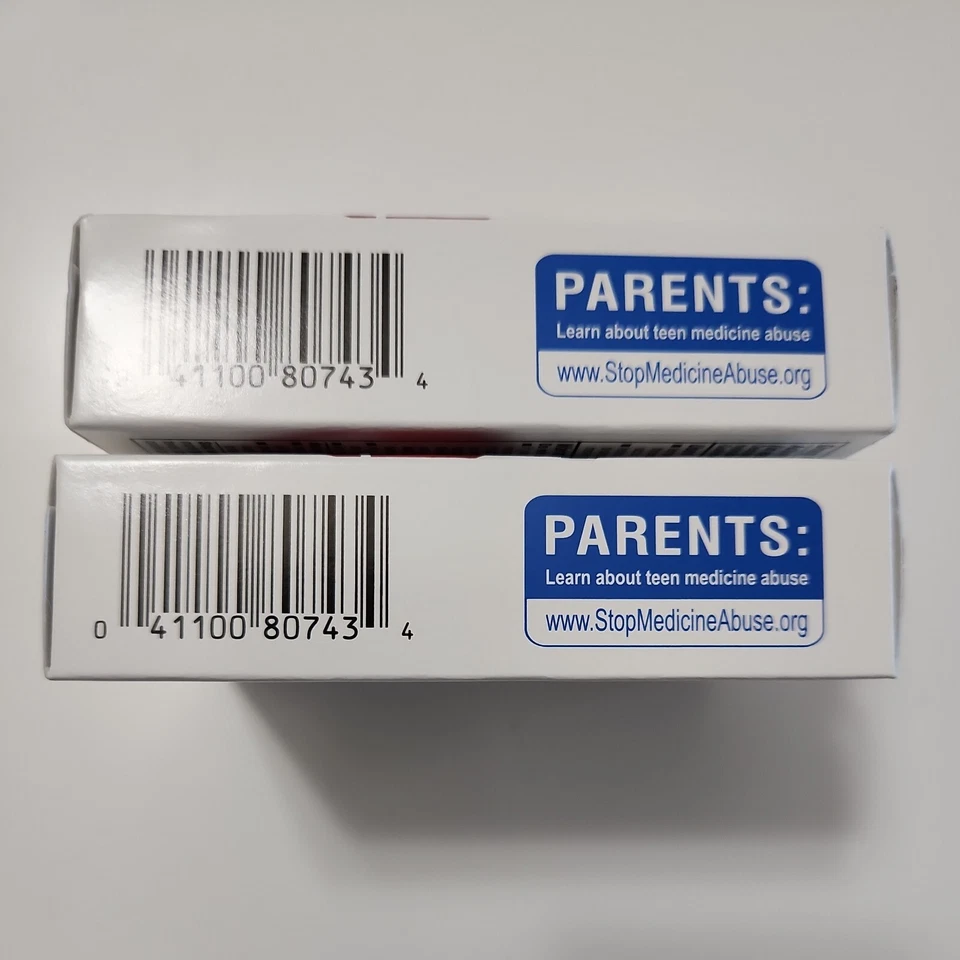 41100 80743 4
PARENTS:
Learn about teen medicine abuse
www.StopMedicineAbuse.org
0 41100 80743 4
PARENTS:
Learn about teen medicine abuse
www.StopMedicineAbuse.org